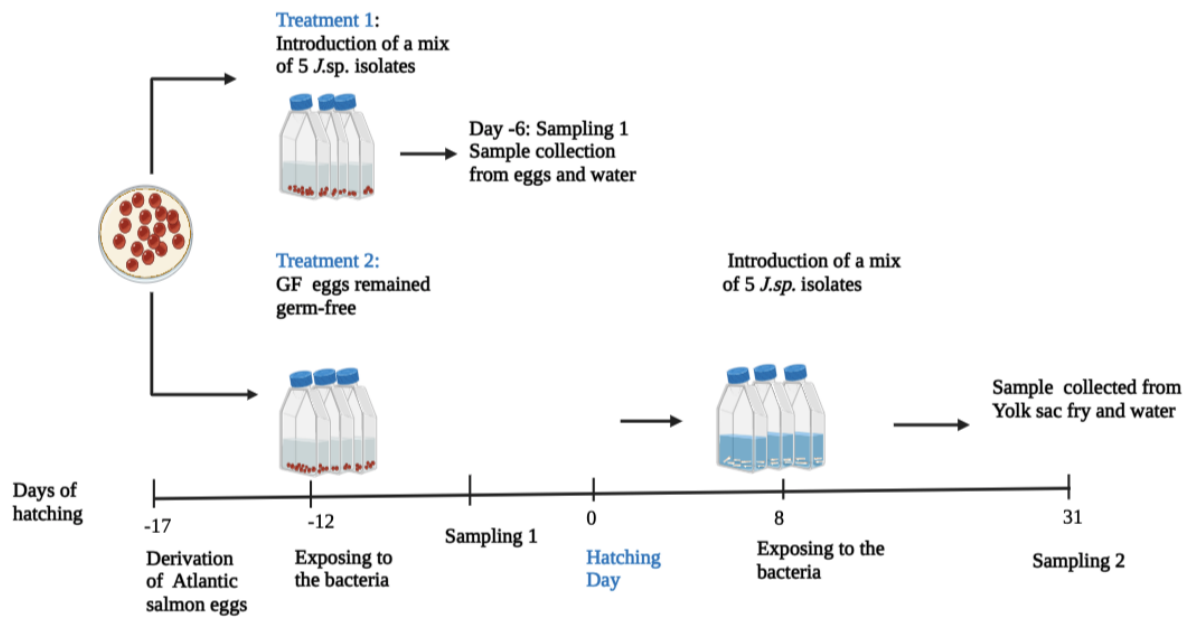 Treatment 1:
Introduction of a mix
of 5 J.sp. isolates
Day -6: Sampling 1
Sample collection
from eggs and water
Treatment 2:
GF eggs remained
germ-free
Introduction of a mix
of 5 J.sp. isolates
Sample collected from
Yolk sac fry and water
Days of
hatching
-17
-12
0
8
31
Derivation
of Atlantic
salmon eggs
Exposing to
the bacteria
Sampling 1
Hatching
Day
Exposing to the
bacteria
Sampling 2